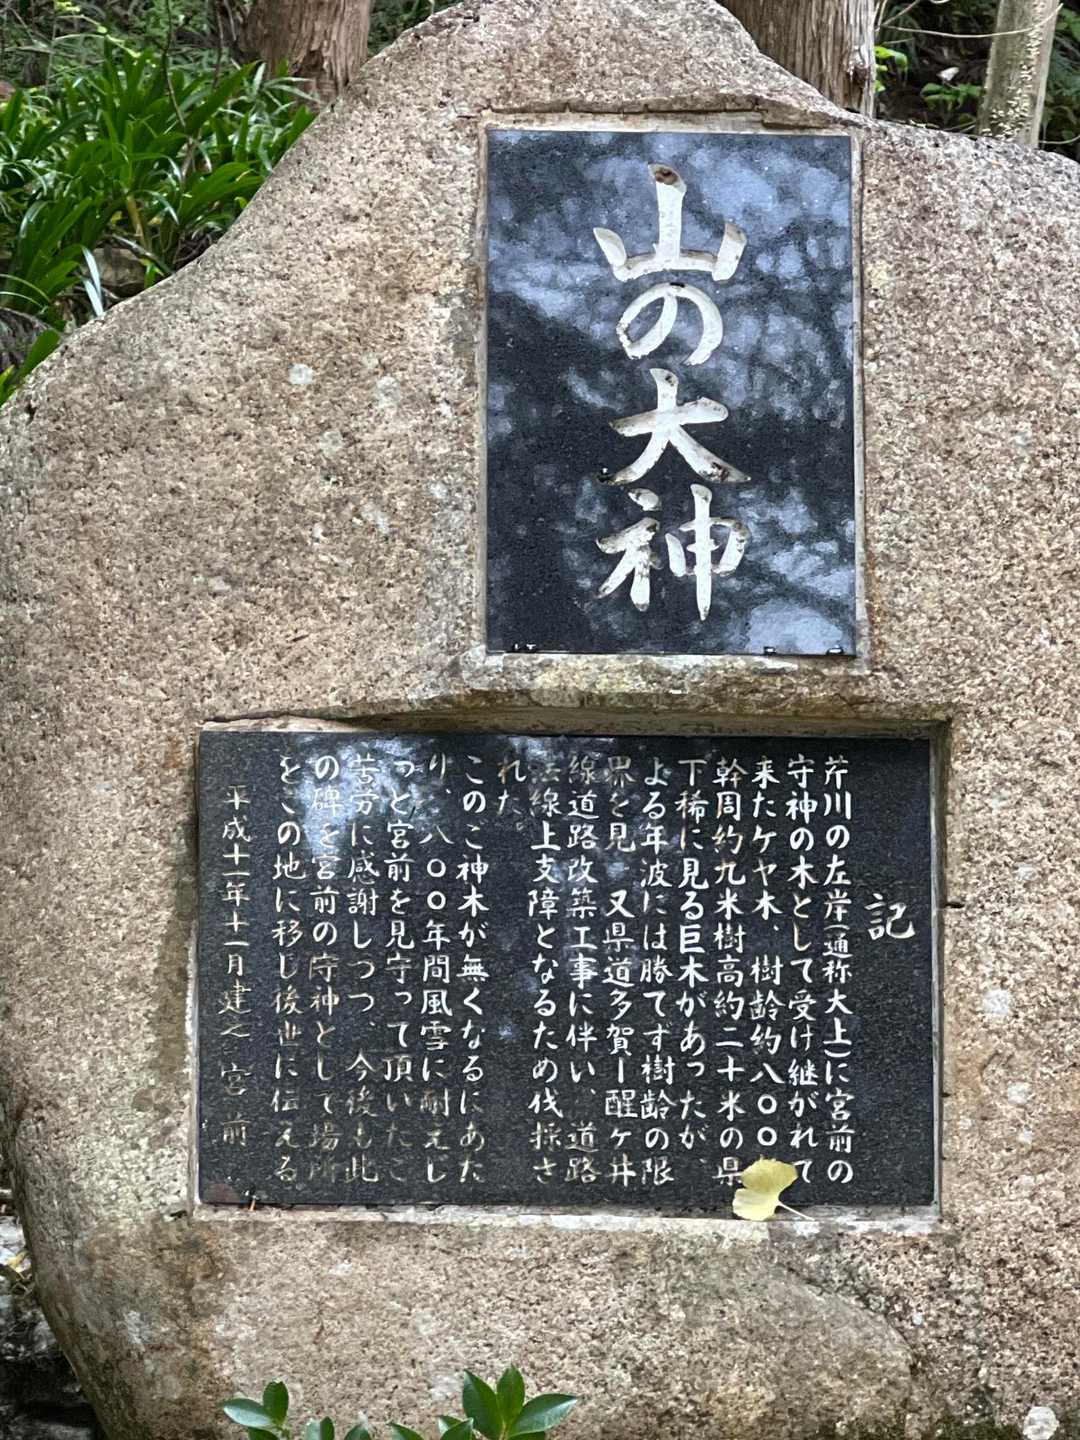 山の大神
記
芹川の左岸(通称大上)に宮前の
守神の木として受け継がれて
来たケヤ木、樹齢約八〇〇
幹周約九米樹高約二十米の県
下稀に見る巨木があったが、
よる年波には勝てず樹齢の限
界を見 又県道多賀ー醒ヶ井
線道路改築工事に伴い、道路
法線上支障となるため伐採さ
れた。
このご神木が無くなるにあた
り、八〇〇年間風雪に耐えし
っと宮前を見守って頂いたご
苦労に感謝しつつ、今後も此
の碑を宮前の守神として場所
をこの地に移し後世に伝える
平成十一年十一月建之 宮前